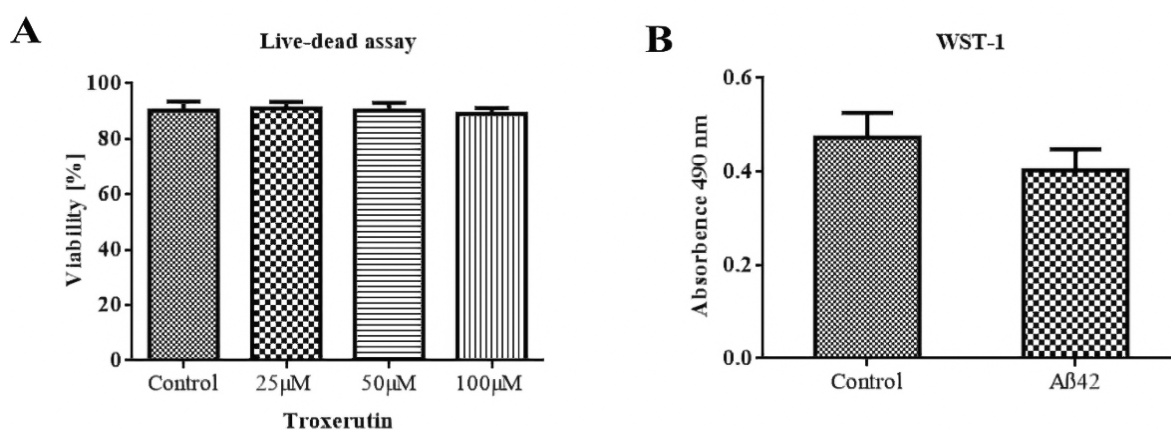 A
Live-dead assay
Viability [%]
100
80
60
40
20
0
Control 25µM 50µM 100µM
Troxerutin
B
WST-1
Absorbence 490 nm
0.6
0.4
0.2
0.0
Control Aß42